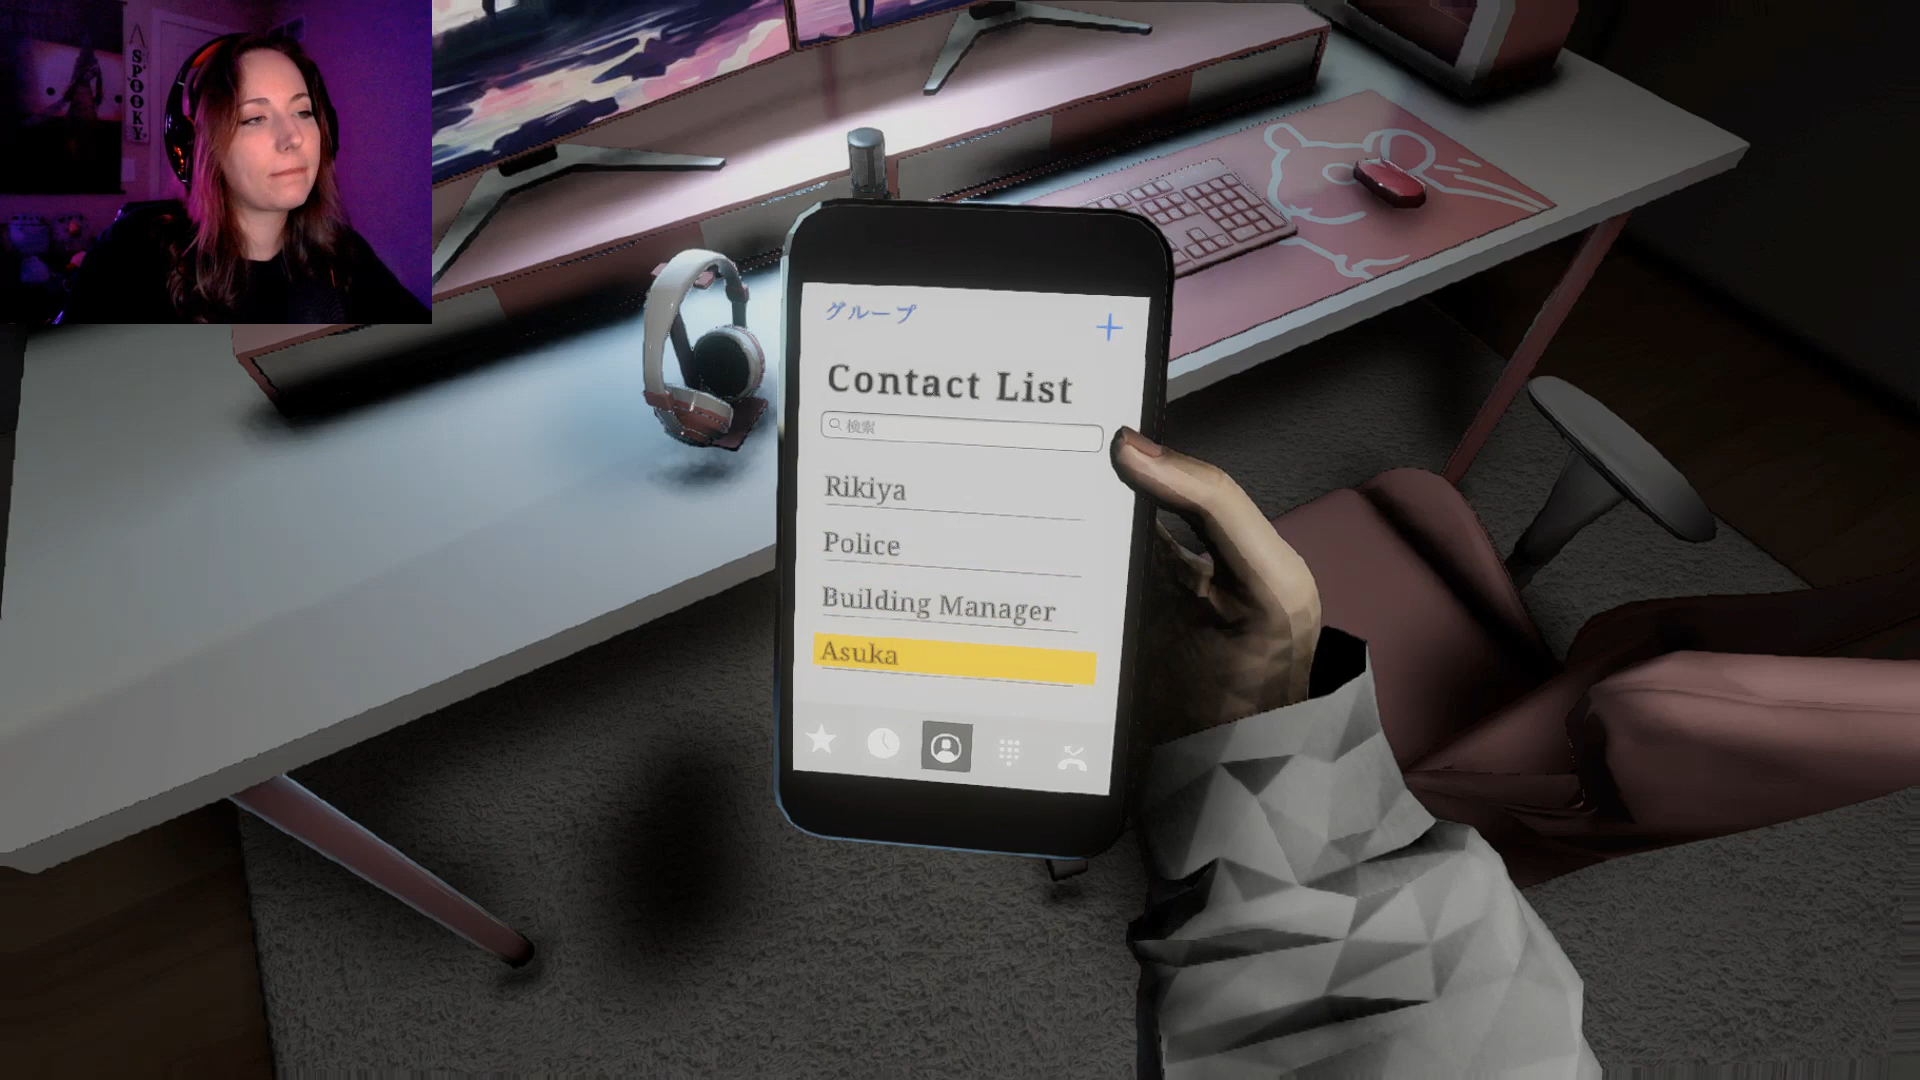 SPOOKY
グループ
+
Contact List
検索
Rikiya
Police
Building Manager
Asuka